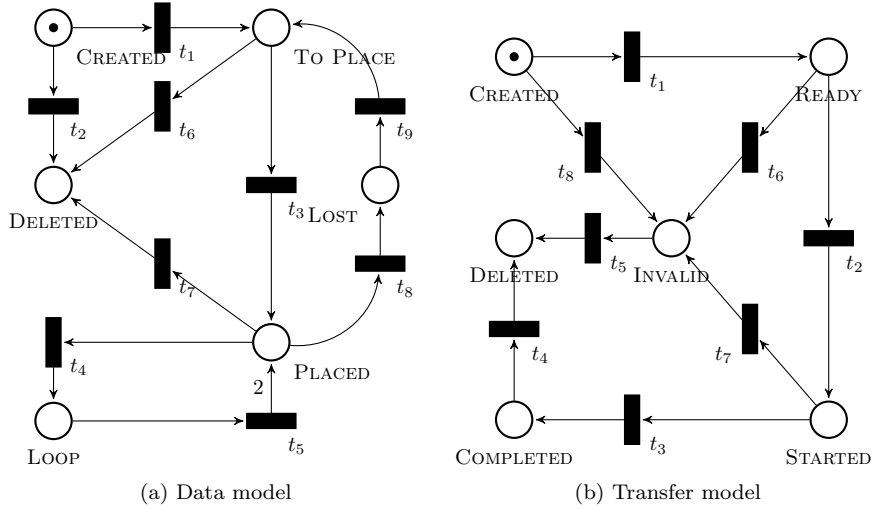 CREATED
t1
TO PLACE
t2
t6
t9
DELETED
t3
LOST
t7
t8
t4
PLACED
2
LOOP
t5
(a) Data model
CREATED
t1
READY
t8
t6
DELETED
t5
INVALID
t2
t4
t7
COMPLETED
t3
STARTED
(b) Transfer model